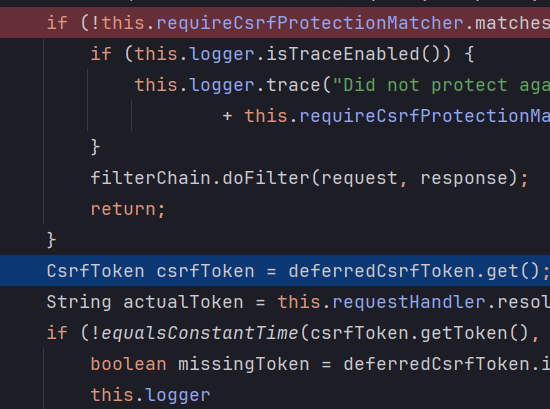 if (!this.requireCsrfProtectionMatcher.matches
if (this.logger.isTraceEnabled()) {
this.logger.trace("Did not protect aga
+ this.requireCsrfProtectionMa
}
filterChain.doFilter(request, response);
return;
}
CsrfToken csrfToken = deferredCsrfToken.get();
String actualToken = this.requestHandler.resol
if (!equalsConstantTime(csrfToken.getToken(),
boolean missingToken = deferredCsrfToken.i
this.logger